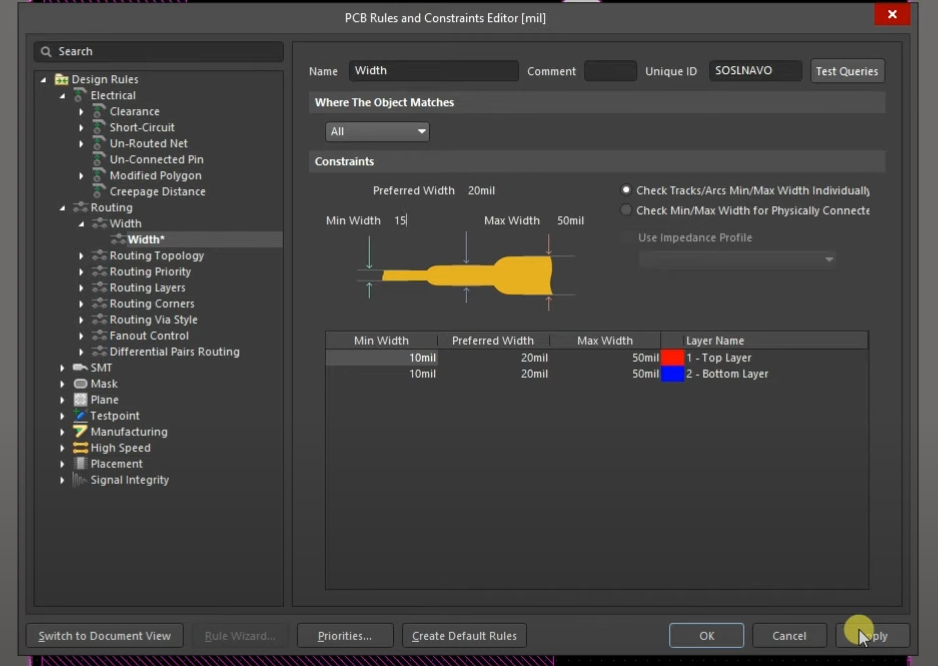 PCB Rules and Constraints Editor [mil]
Search
Design Rules
Electrical
Clearance
Short-Circuit
Un-Routed Net
Un-Connected Pin
Modified Polygon
Creepage Distance
Routing
Width
Width*
Routing Topology
Routing Priority
Routing Layers
Routing Corners
Routing Via Style
Fanout Control
Differential Pairs Routing
SMT
Mask
Plane
Testpoint
Manufacturing
High Speed
Placement
Signal Integrity
Name Width Comment Unique ID SOSLNAVO Test Queries
Where The Object Matches
All
Constraints
Preferred Width 20mil
Min Width 15 Max Width 50mil
Check Tracks/Arcs Min/Max Width Individually
Check Min/Max Width for Physically Connecte
Use Impedance Profile
Min Width Preferred Width Max Width Layer Name
10mil 20mil 50mil 1 - Top Layer
10mil 20mil 50mil 2 - Bottom Layer
Switch to Document View Rule Wizard... Priorities... Create Default Rules OK Cancel